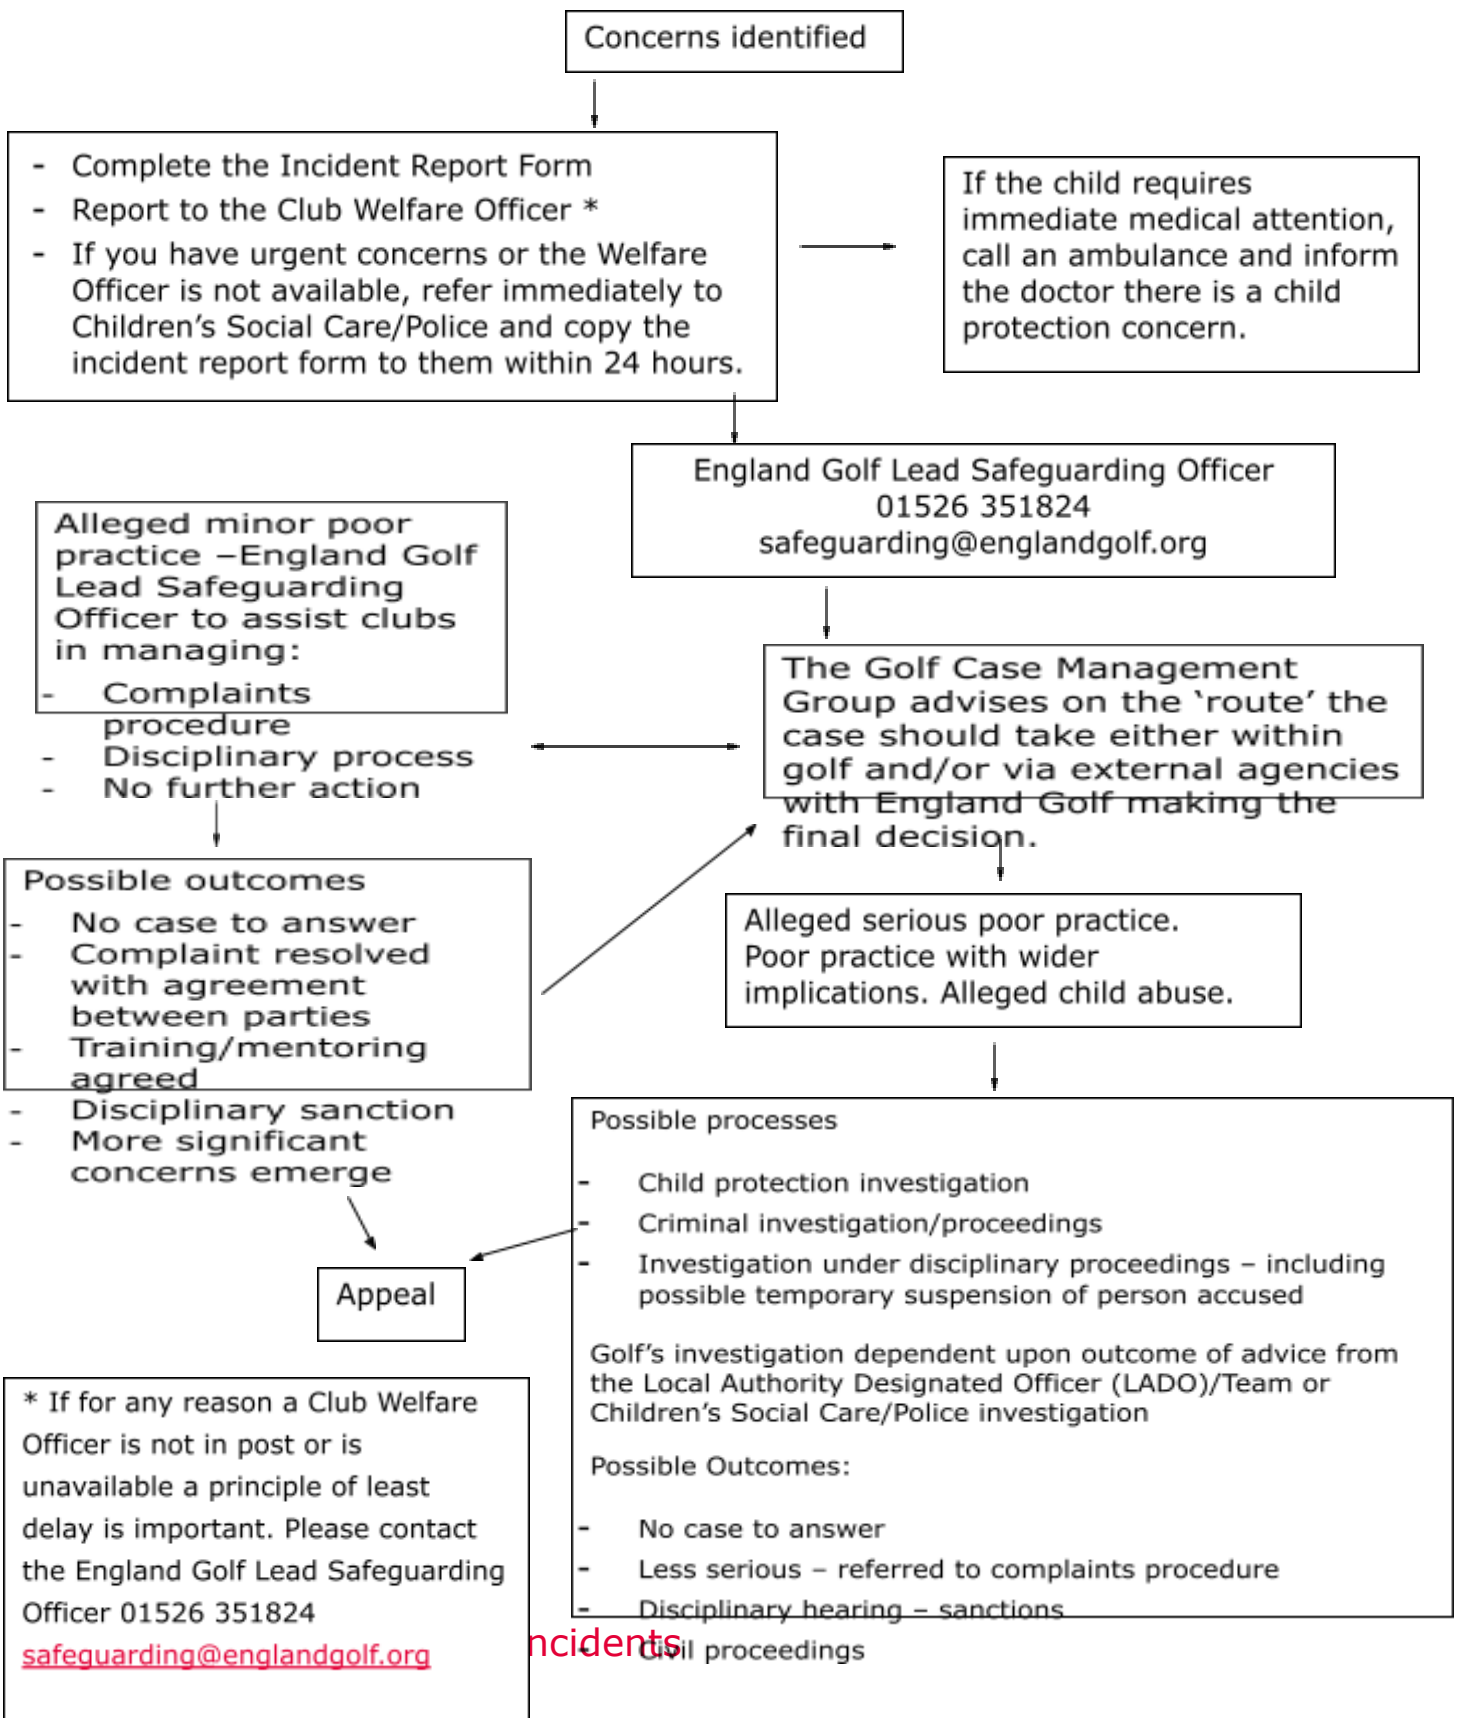 Concerns identified
- Complete the Incident Report Form
- Report to the Club Welfare Officer *
- If you have urgent concerns or the Welfare
Officer is not available, refer immediately to
Children’s Social Care/Police and copy the
incident report form to them within 24 hours.
If the child requires
immediate medical attention,
call an ambulance and inform
the doctor there is a child
protection concern.
England Golf Lead Safeguarding Officer
01526 351824
safeguarding@englandgolf.org
Alleged minor poor
practice –England Golf
Lead Safeguarding
Officer to assist clubs
in managing:
- Complaints
procedure
- Disciplinary process
- No further action
The Golf Case Management
Group advises on the ‘route’ the
case should take either within
golf and/or via external agencies
with England Golf making the
final decision.
Possible outcomes
- No case to answer
- Complaint resolved
with agreement
between parties
- Training/mentoring
agreed
- Disciplinary sanction
- More significant
concerns emerge
Alleged serious poor practice.
Poor practice with wider
implications. Alleged child abuse.
Possible processes
- Child protection investigation
- Criminal investigation/proceedings
- Investigation under disciplinary proceedings – including
possible temporary suspension of person accused
Golf’s investigation dependent upon outcome of advice from
the Local Authority Designated Officer (LADO)/Team or
Children’s Social Care/Police investigation
Possible Outcomes:
- No case to answer
- Less serious – referred to complaints procedure
- Disciplinary hearing – sanctions
- Civil proceedings
Appeal
* If for any reason a Club Welfare
Officer is not in post or is
unavailable a principle of least
delay is important. Please contact
the England Golf Lead Safeguarding
Officer 01526 351824
safeguarding@englandgolf.org
ncidents